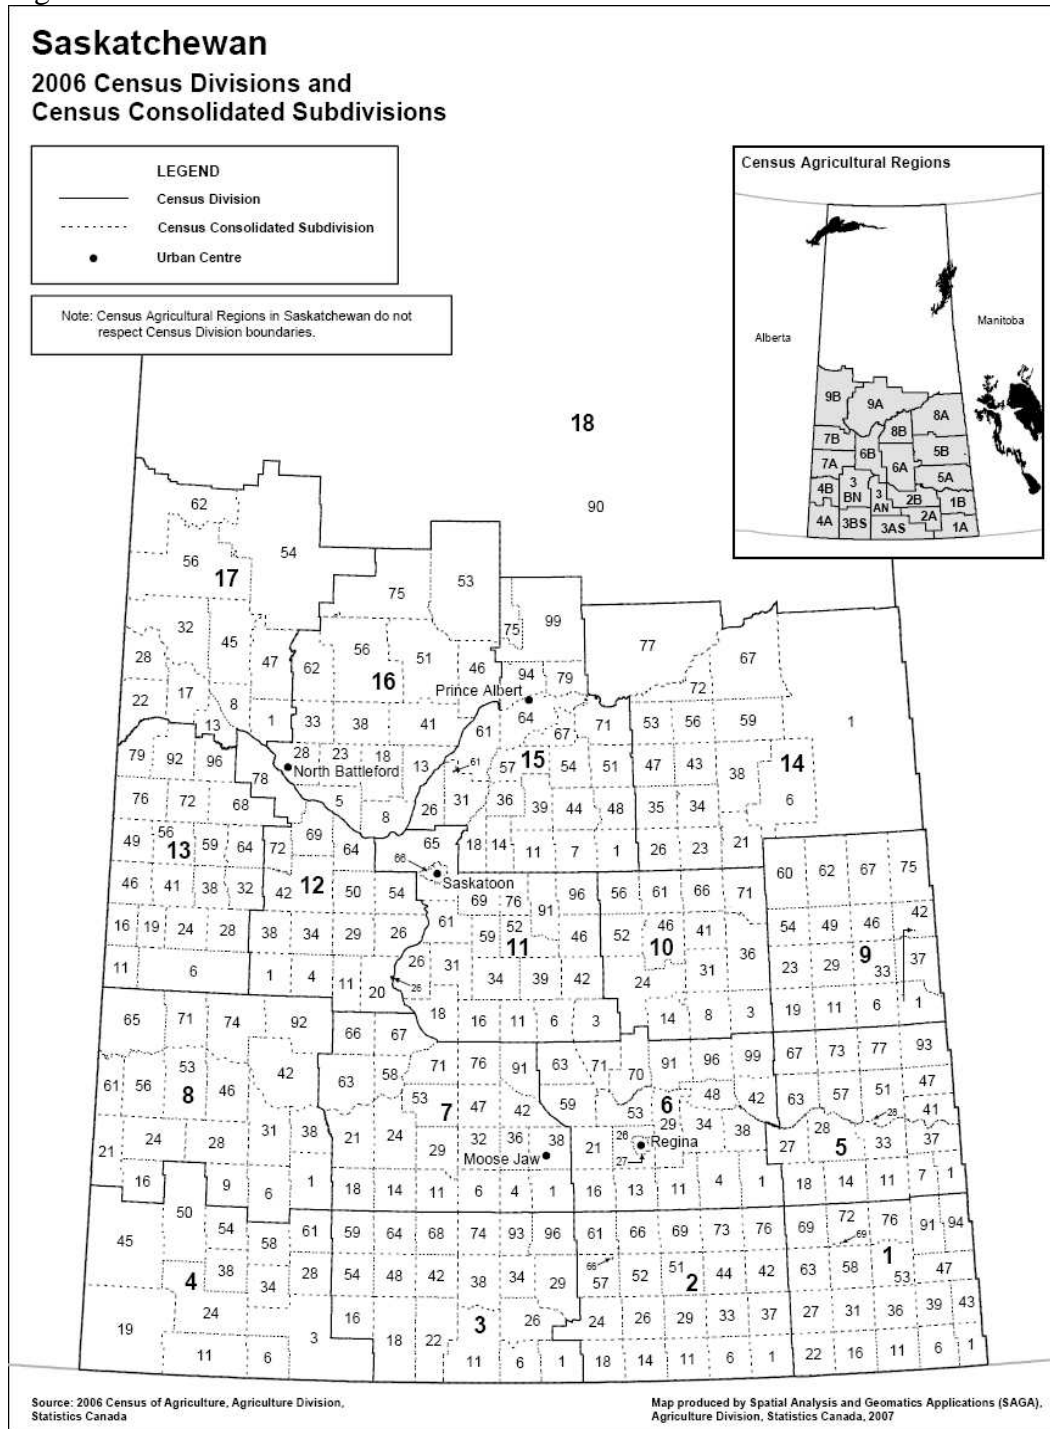 Saskatchewan
2006 Census Divisions and
Census Consolidated Subdivisions
LEGEND
Census Division
Census Consolidated Subdivision
Urban Centre
Note: Census Agricultural Regions in Saskatchewan do not
respect Census Division boundaries.
Census Agricultural Regions
Alberta
Manitoba
9B 9A 8A
7B 8B
6B 5B
7A 6A
4B 3 BN 3 AN 2B 5A 1B
4A 3BS 3AS 2A 1A
18
90
62
54
56 17
75 53
99
75
32 45 47 62 56 51 46
77 67
28
16
94 79
72
Prince Albert
22 17 8
13 1 33 38 41 61 64 67 71 53 56 59 1
79 92 96 78 28 23 18 13 61 57 15 54 51 47 43 38 14
North Battleford
76 72 68 5 8 26 31 36 39 44 48 35 34 6
49 56 13 59 64 72 69 64 65 18 14 11 7 1 26 23 21
66
Saskatoon
60 62 67 75
46 41 38 32 42 12 50 54 69 76 91 96 56 61 66 71
16 19 24 28 38 34 29 26 61 59 52 11 46 52 46 10 41 36 54 49 46 42
11 6 1 4 11 20 26 26 31 34 39 42 24 31 23 29 9 33 37
18 16 11 6 3 14 8 3 19 11 6 1
65 71 74 92 66 67
71 76 91 63 71 70 91 96 99 67 73 77 93
61 56 53 8 46 42 63 58 53 7 47 42 59 53 6 29 48 42 63 57 51 47
28 41
21 24 28 31 38 21 24 29 32 36 38 21 26 34 38 27 28 5 33 37
Moose Jaw
Regina
27
16 9 6 1 18 14 11 6 4 1 16 13 11 4 1 18 14 11 7 1
45 50 54 58 61 59 64 68 74 93 96 61 66 69 73 76 69 72 76 91 94
69
4 38 34 28 54 48 42 38 34 29 66 57 52 51 2 44 42 63 58 1 53 47
19 24 3 16 18 22 3 26 24 26 29 33 37 27 31 36 39 43
11 6 11 6 1 18 14 11 6 1 22 16 11 6 1
Source: 2006 Census of Agriculture, Agriculture Division,
Statistics Canada
Map produced by Spatial Analysis and Geomatics Applications (SAGA),
Agriculture Division, Statistics Canada, 2007